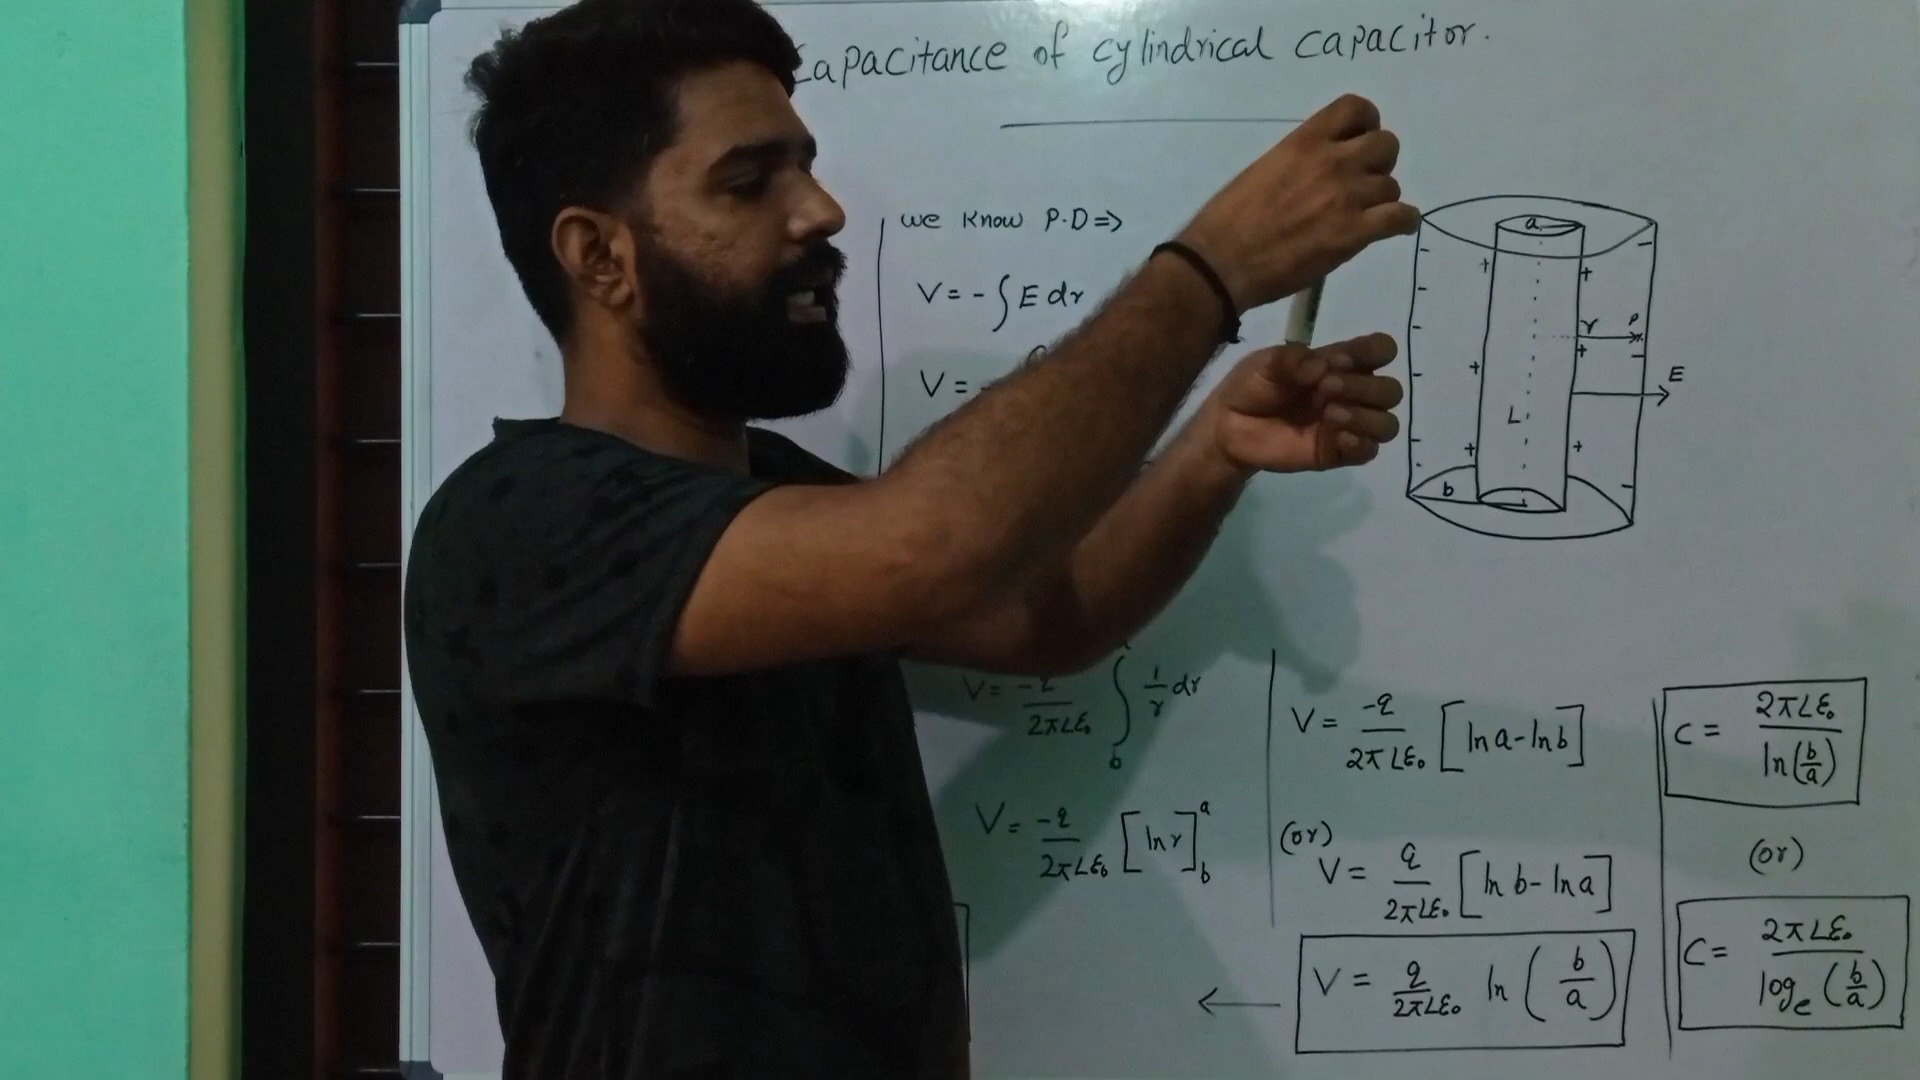 Capacitance of cylindrical capacitor.
we know P.D ⇒
V = - ∫ E dr
V = -
V = -q / 2πLε₀ ∫ b 1/r dr
V = -q / 2πLε₀ [ln r] a b
V = -q / 2πLε₀ [ln a - ln b]
(or)
V = q / 2πLε₀ [ln b - ln a]
← V = q / 2πLε₀ ln (b/a)
C = 2πLε₀ / ln(b/a)
(or)
C = 2πLε₀ / logₑ (b/a)
a
- + + -
-
- r P
- + -
- + E
L
- + +
- -
b